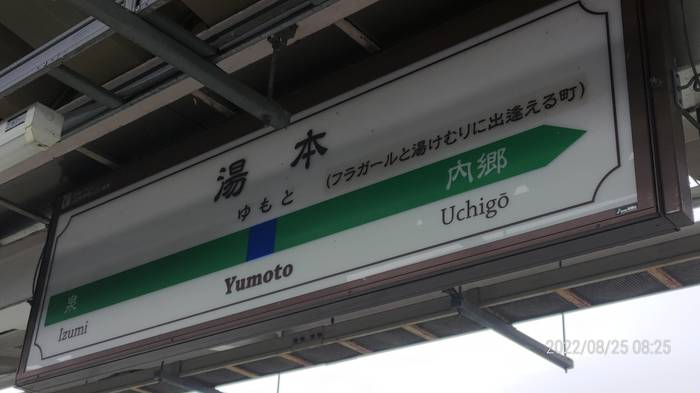 湯本
(フラガールと湯けむりに出逢える町)
ゆもと
内郷
Uchigō
Yumoto
泉
Izumi
2022/08/25 08:25